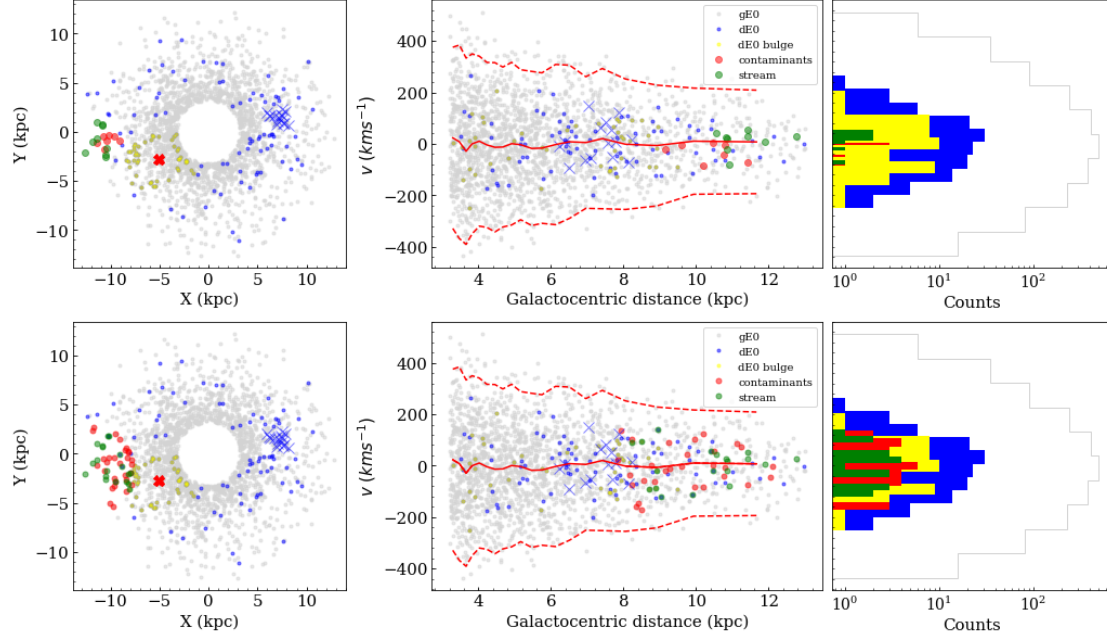 10
5
0
−5
−10
Y (kpc)
−10
−5
0
5
10
X (kpc)
400
200
0
−200
−400
v (kms⁻¹)
gE0
dE0
dE0 bulge
contaminants
stream
4
6
8
10
12
Galactocentric distance (kpc)
10⁰
10¹
10²
Counts
10
5
0
−5
−10
Y (kpc)
−10
−5
0
5
10
X (kpc)
400
200
0
−200
−400
v (kms⁻¹)
gE0
dE0
dE0 bulge
contaminants
stream
4
6
8
10
12
Galactocentric distance (kpc)
10⁰
10¹
10²
Counts